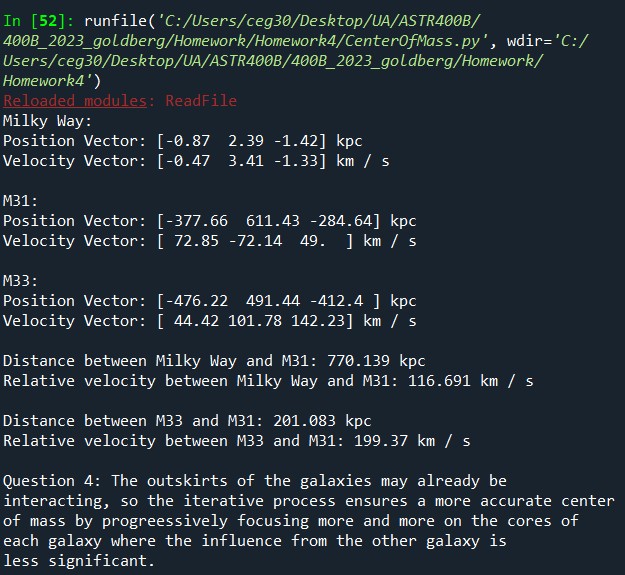 In [52]: runfile('C:/Users/ceg30/Desktop/UA/ASTR400B/
400B_2023_goldberg/Homework/Homework4/CenterOfMass.py', wdir='C:/
Users/ceg30/Desktop/UA/ASTR400B/400B_2023_goldberg/Homework/
Homework4')
Reloaded modules: ReadFile
Milky Way:
Position Vector: [-0.87  2.39 -1.42] kpc
Velocity Vector: [-0.47  3.41 -1.33] km / s

M31:
Position Vector: [-377.66  611.43 -284.64] kpc
Velocity Vector: [ 72.85 -72.14  49.  ] km / s

M33:
Position Vector: [-476.22  491.44 -412.4 ] kpc
Velocity Vector: [ 44.42 101.78 142.23] km / s

Distance between Milky Way and M31: 770.139 kpc
Relative velocity between Milky Way and M31: 116.691 km / s

Distance between M33 and M31: 201.083 kpc
Relative velocity between M33 and M31: 199.37 km / s

Question 4: The outskirts of the galaxies may already be
interacting, so the iterative process ensures a more accurate center
of mass by progreessively focusing more and more on the cores of
each galaxy where the influence from the other galaxy is
less significant.